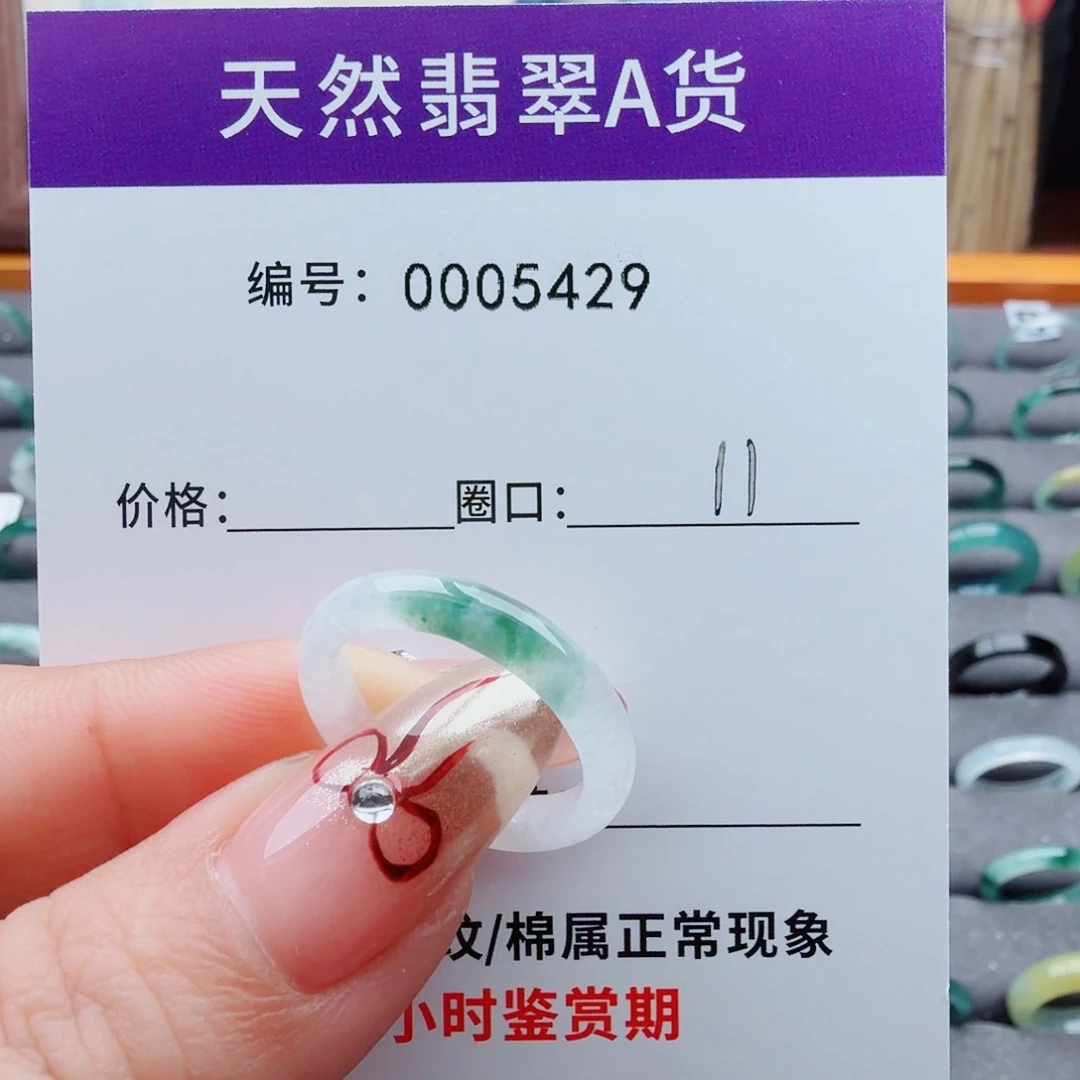 天然翡翠A货
编号：0005429
价格： 圈口： 11
纹/棉属正常现象
小时鉴赏期